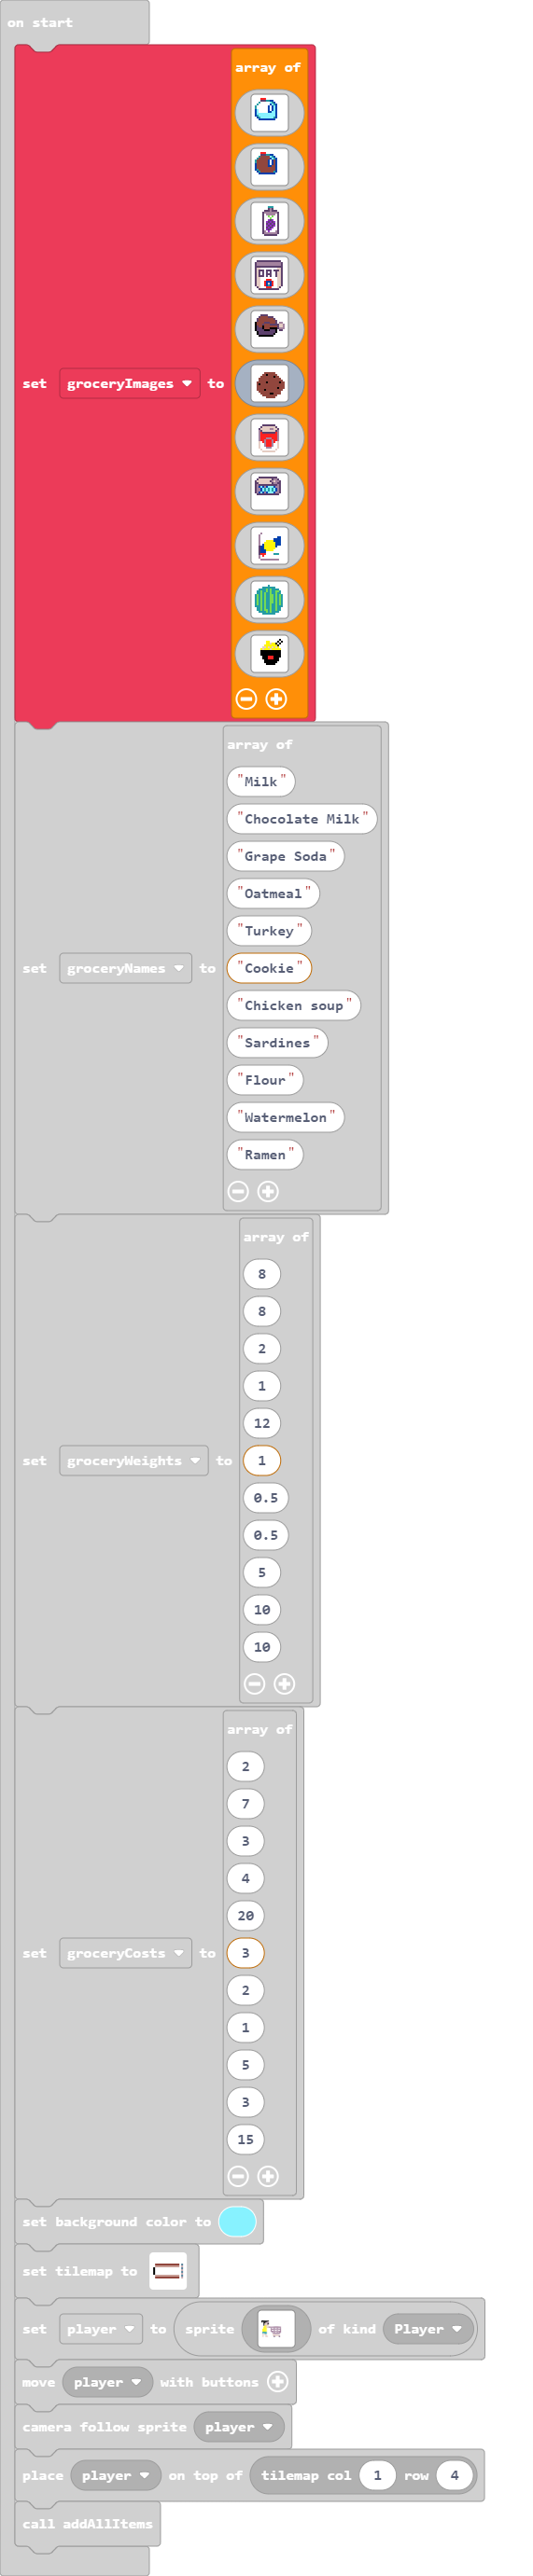 on start
array of
OAT
set groceryImages to
array of
"Milk"
"Chocolate Milk"
"Grape Soda"
"Oatmeal"
"Turkey"
set groceryNames to "Cookie"
"Chicken soup"
"Sardines"
"Flour"
"Watermelon"
"Ramen"
array of
8
8
2
1
12
set groceryWeights to 1
0.5
0.5
5
10
10
array of
2
7
3
4
20
set groceryCosts to 3
2
1
5
3
15
set background color to
set tilemap to
set player to sprite of kind Player
move player with buttons
camera follow sprite player
place player on top of tilemap col 1 row 4
call addAllItems